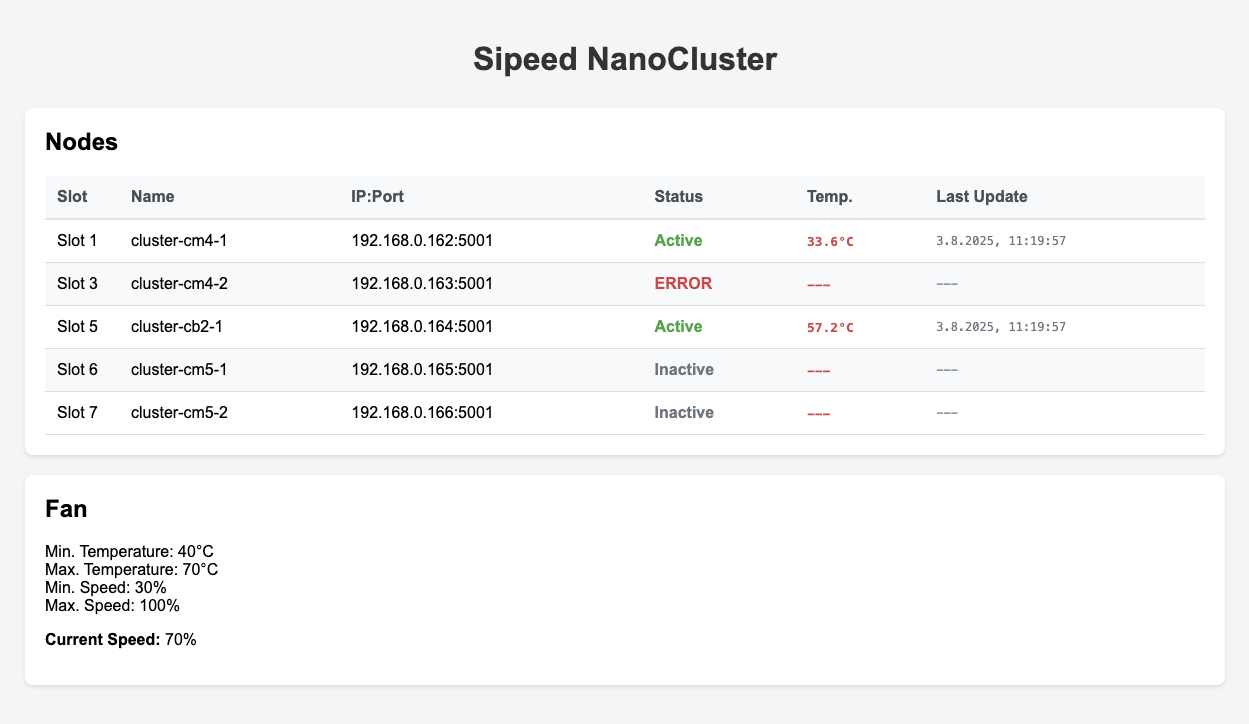 Sipeed NanoCluster
Nodes
Slot Name IP:Port Status Temp. Last Update
Slot 1 cluster-cm4-1 192.168.0.162:5001 Active 33.6°C 3.8.2025, 11:19:57
Slot 3 cluster-cm4-2 192.168.0.163:5001 ERROR --- ---
Slot 5 cluster-cb2-1 192.168.0.164:5001 Active 57.2°C 3.8.2025, 11:19:57
Slot 6 cluster-cm5-1 192.168.0.165:5001 Inactive --- ---
Slot 7 cluster-cm5-2 192.168.0.166:5001 Inactive --- ---
Fan
Min. Temperature: 40°C
Max. Temperature: 70°C
Min. Speed: 30%
Max. Speed: 100%
Current Speed: 70%